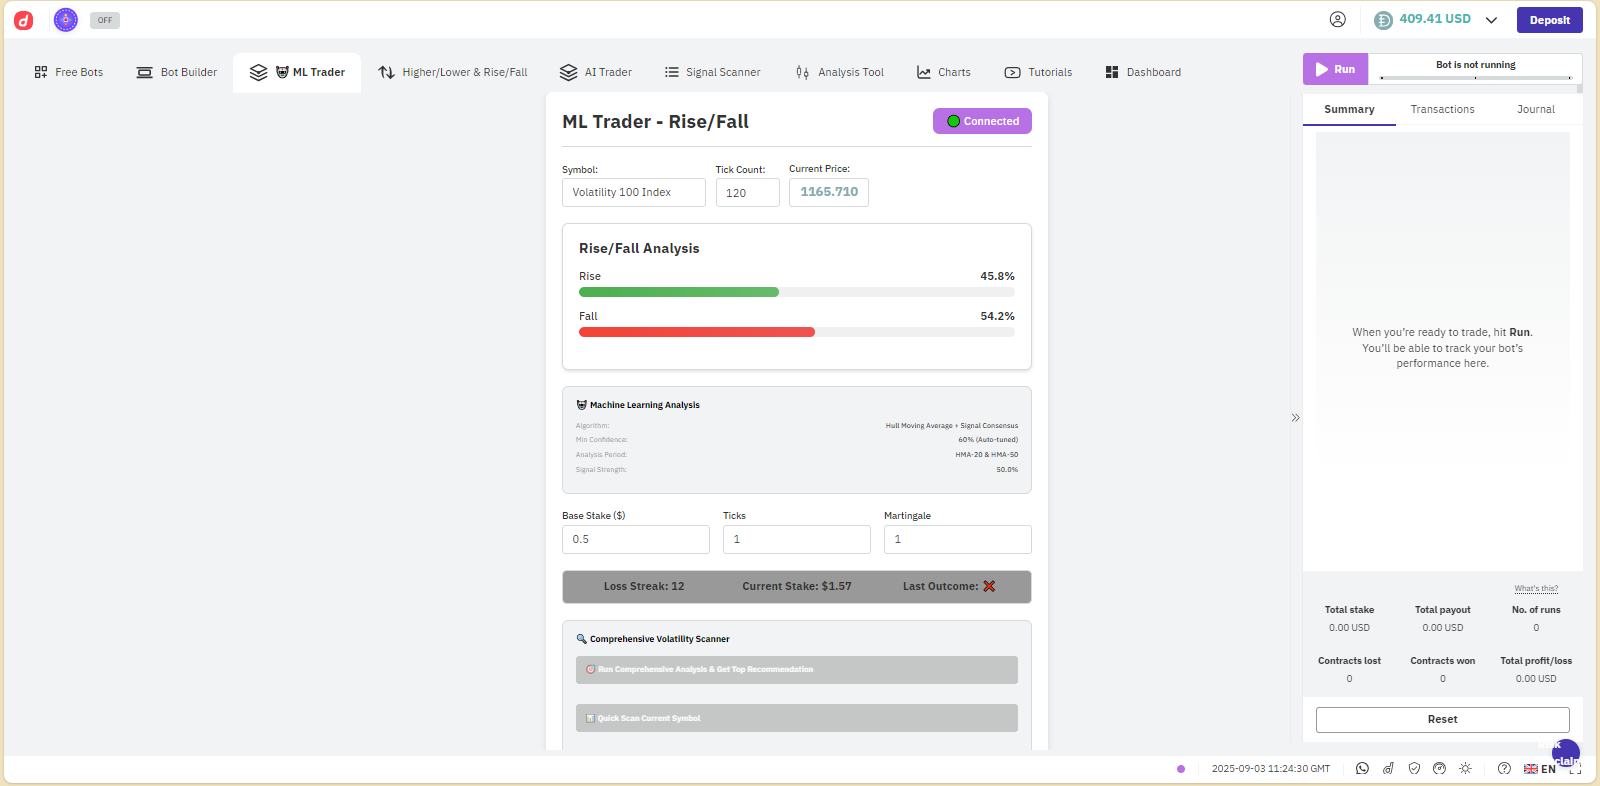 OFF
409.41 USD
Deposit
Free Bots
Bot Builder
ML Trader
Higher/Lower & Rise/Fall
AI Trader
Signal Scanner
Analysis Tool
Charts
Tutorials
Dashboard
Run
Bot is not running
ML Trader - Rise/Fall
Connected
Symbol:
Tick Count:
Current Price:
Volatility 100 Index
120
1165.710
Rise/Fall Analysis
Rise
45.8%
Fall
54.2%
Machine Learning Analysis
Algorithm:
Hull Moving Average + Signal Consensus
Min Confidence:
60% (Auto-tuned)
Analysis Period:
HMA-20 & HMA-50
Signal Strength:
50.0%
Base Stake ($)
Ticks
Martingale
0.5
1
1
Loss Streak: 12
Current Stake: $1.57
Last Outcome: ❌
Comprehensive Volatility Scanner
Run Comprehensive Analysis & Get Top Recommendation
Quick Scan Current Symbol
Summary
Transactions
Journal
When you're ready to trade, hit Run.
You'll be able to track your bot's
performance here.
What's this?
Total stake
Total payout
No. of runs
0.00 USD
0.00 USD
0
Contracts lost
Contracts won
Total profit/loss
0
0
0.00 USD
Reset
2025-09-03 11:24:30 GMT
EN